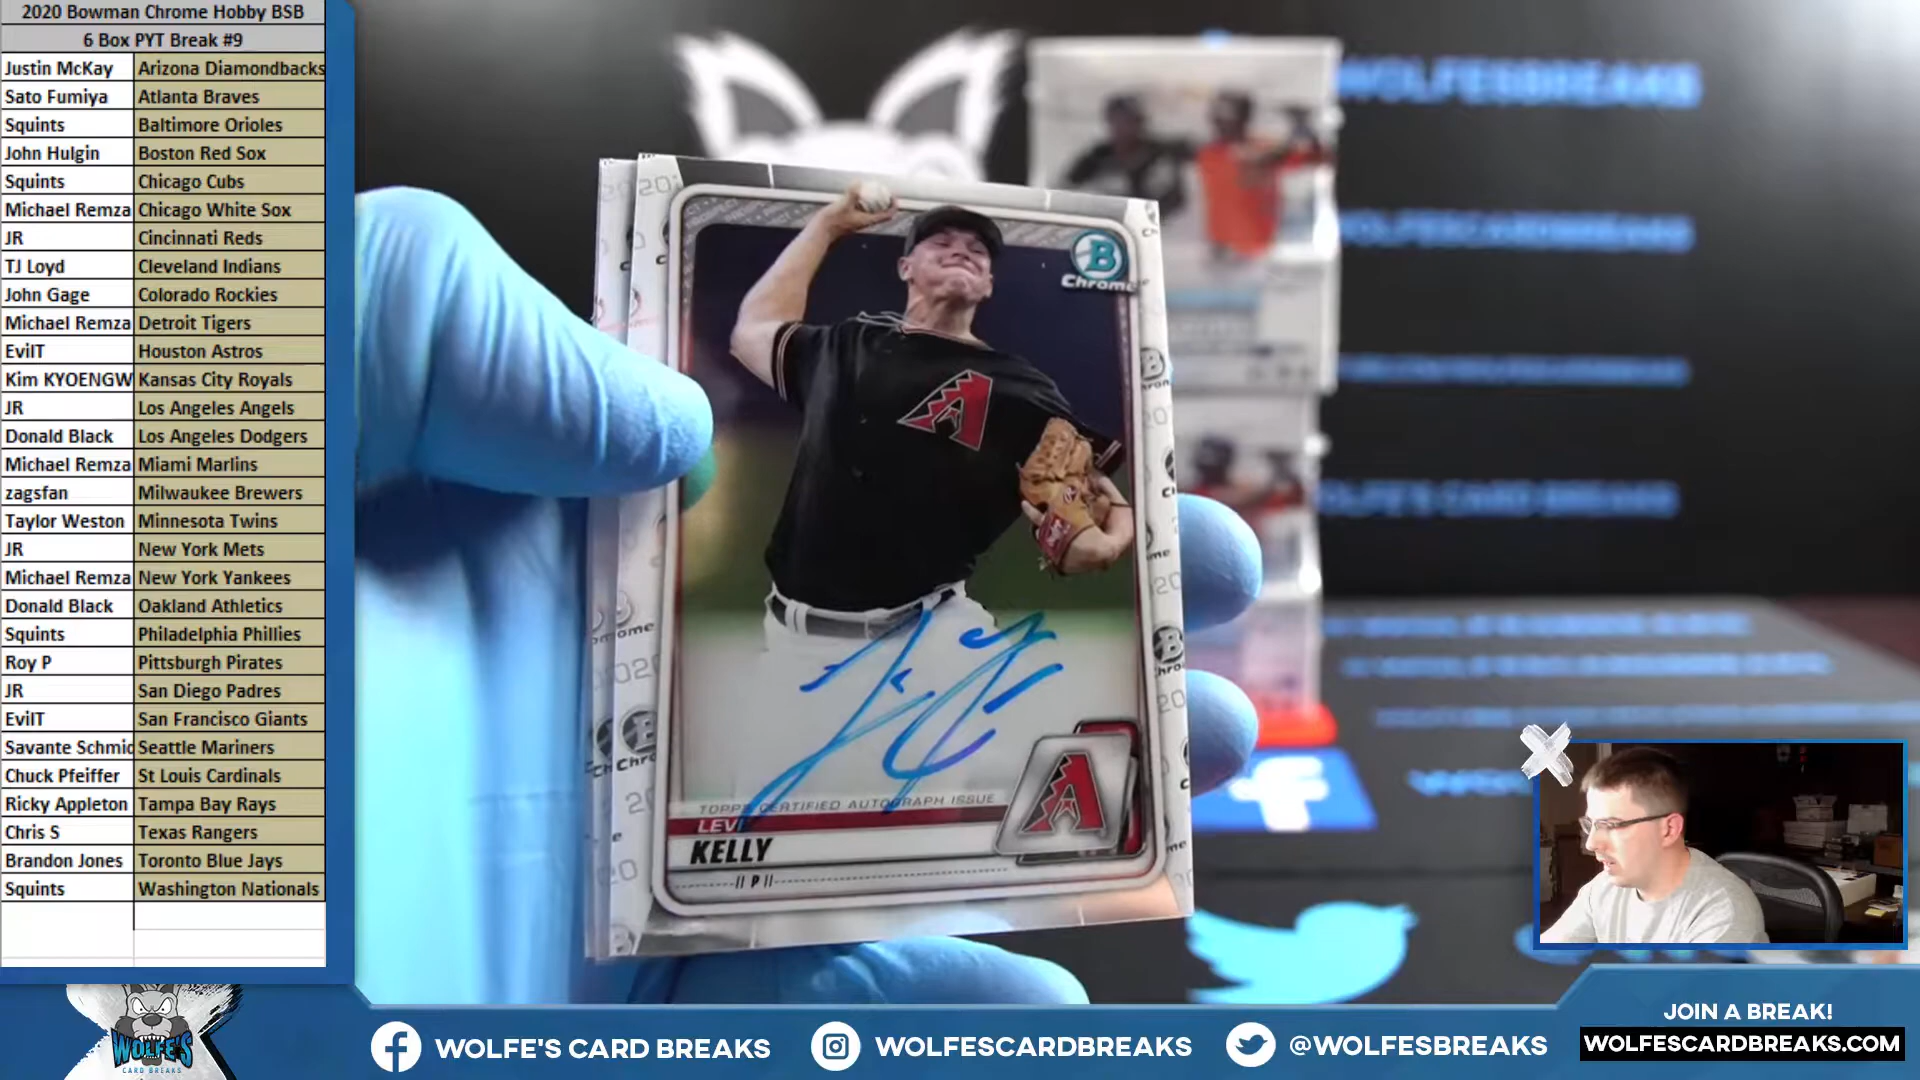 2020 Bowman Chrome Hobby BSB
6 Box PYT Break #9
Justin McKay Arizona Diamondbacks
Sato Fumiya Atlanta Braves
Squints Baltimore Orioles
John Hulgin Boston Red Sox
Squints Chicago Cubs
Michael Remza Chicago White Sox
JR Cincinnati Reds
TJ Loyd Cleveland Indians
John Gage Colorado Rockies
Michael Remza Detroit Tigers
EvilT Houston Astros
Kim KYOENGW Kansas City Royals
JR Los Angeles Angels
Donald Black Los Angeles Dodgers
Michael Remza Miami Marlins
zagsfan Milwaukee Brewers
Taylor Weston Minnesota Twins
JR New York Mets
Michael Remza New York Yankees
Donald Black Oakland Athletics
Squints Philadelphia Phillies
Roy P Pittsburgh Pirates
JR San Diego Padres
EvilT San Francisco Giants
Savante Schmid Seattle Mariners
Chuck Pfeiffer St Louis Cardinals
Ricky Appleton Tampa Bay Rays
Chris S Texas Rangers
Brandon Jones Toronto Blue Jays
Squints Washington Nationals
WOLFESBREAKS
WOLFESCARDBREAKS
WOLFE'S CARD BREAKS
B
Chrome
A
TOPPS CERTIFIED AUTOGRAPH ISSUE
LEVI
KELLY
P
A
WOLFE'S
CARD BREAKS
WOLFE'S CARD BREAKS
WOLFESCARDBREAKS
@WOLFESBREAKS
JOIN A BREAK!
WOLFESCARDBREAKS.COM